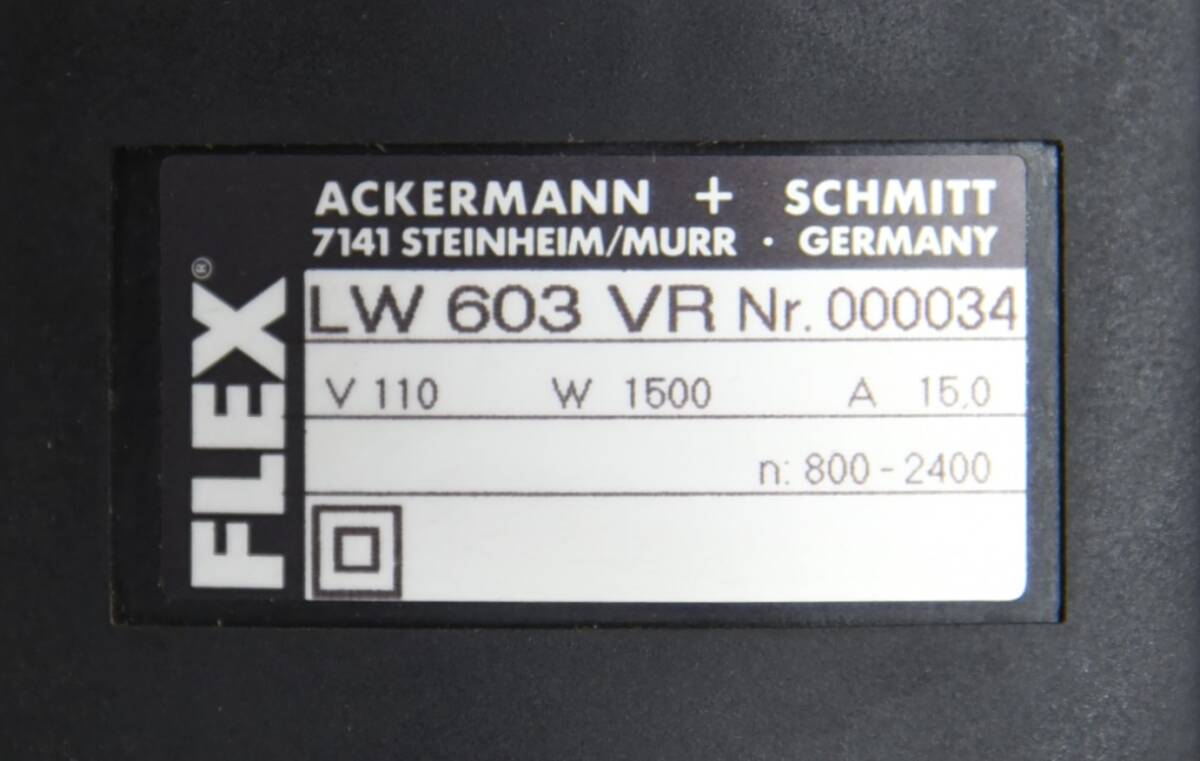 FLEX®
ACKERMANN + SCHMITT
7141 STEINHEIM/MURR · GERMANY
LW 603 VR Nr. 000034
V 110 W 1500 A 15,0
n: 800 - 2400